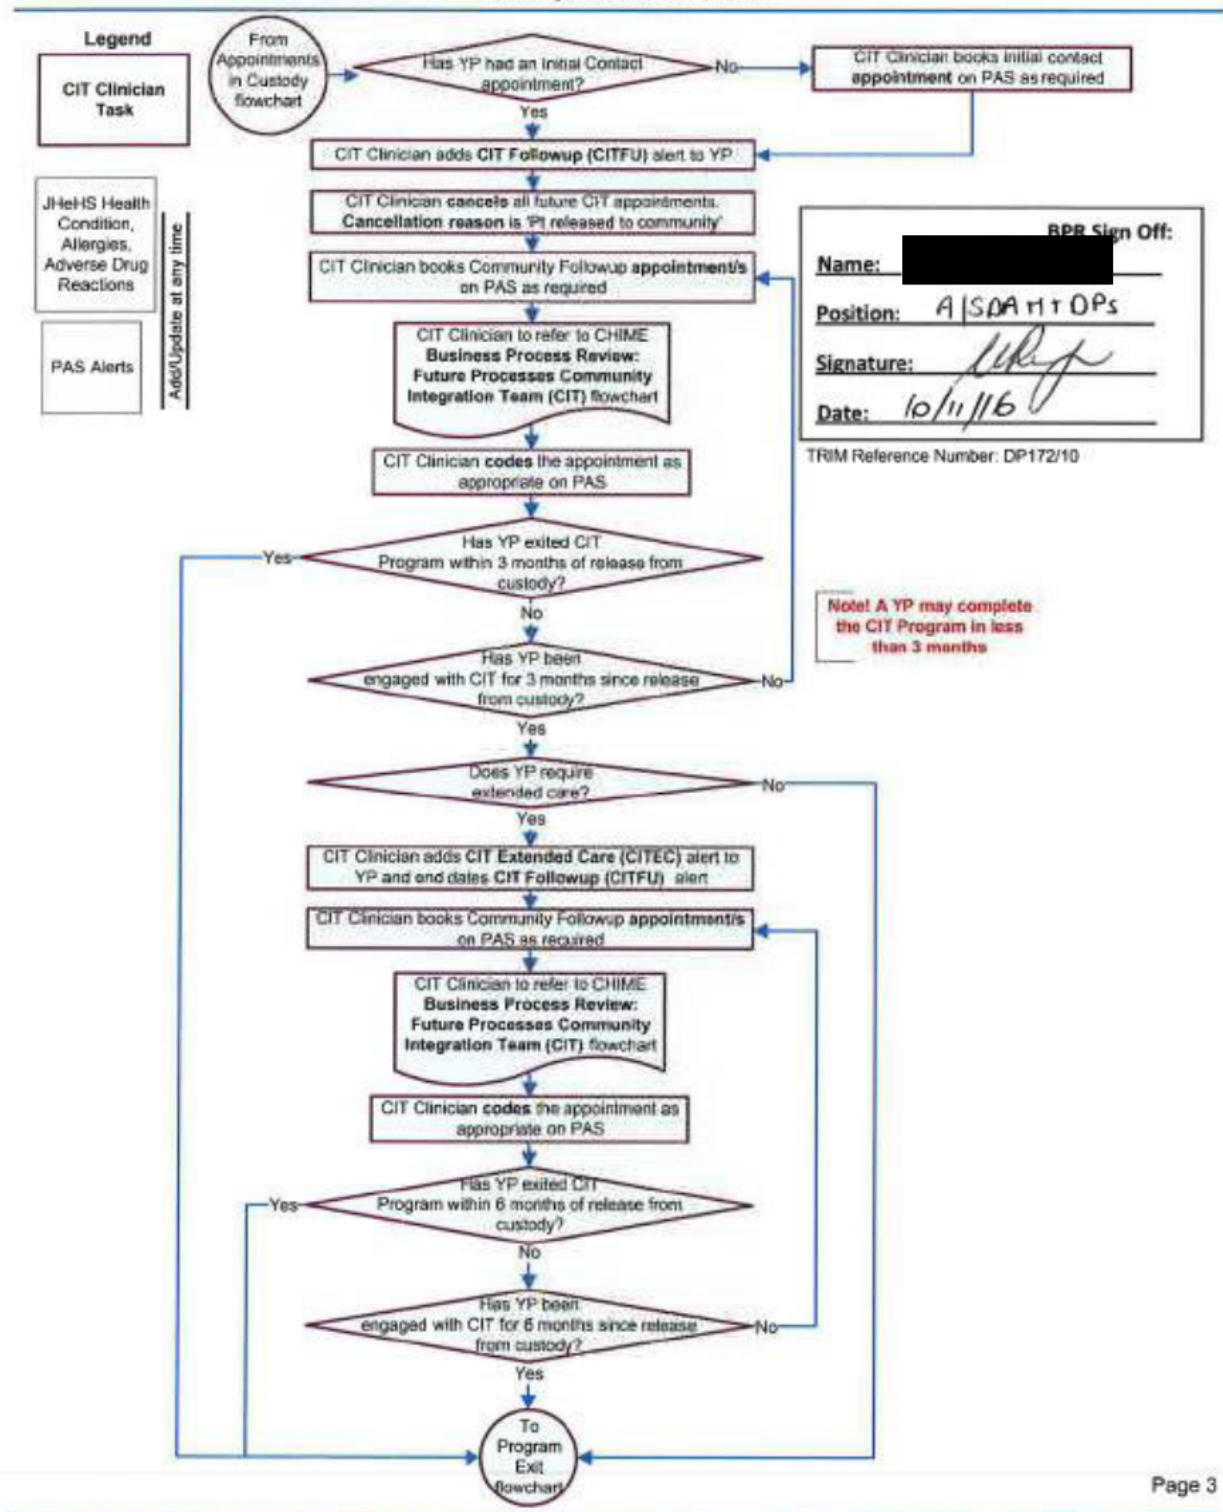 Legend
CIT Clinician
Task
From
Appointments
in Custody
flowchart
Has YP had an Initial Contact
appointment?
No
CIT Clinician books initial contact
appointment on PAS as required
Yes
CIT Clinician adds CIT Followup (CITFU) alert to YP
CIT Clinician cancels all future CIT appointments.
Cancellation reason is 'Pt released to community'
CIT Clinician books Community Followup appointment/s
on PAS as required
JHeHS Health
Condition,
Allergies,
Adverse Drug
Reactions
PAS Alerts
Add/Update at any time
BPR Sign Off:
Name:
Position:
Signature:
Date: 10/11/16
TRIM Reference Number: DP172/10
CIT Clinician to refer to CHIME
Business Process Review:
Future Processes Community
Integration Team (CIT) flowchart
CIT Clinician codes the appointment as
appropriate on PAS
Has YP exited CIT
Program within 3 months of release from
custody?
Yes
No
Note! A YP may complete
the CIT Program in less
than 3 months
Has YP been
engaged with CIT for 3 months since release
from custody?
No
Yes
Does YP require
extended care?
No
Yes
CIT Clinician adds CIT Extended Care (CITEC) alert to
YP and end dates CIT Followup (CITFU) alert
CIT Clinician books Community Followup appointment/s
on PAS as required
CIT Clinician to refer to CHIME
Business Process Review:
Future Processes Community
Integration Team (CIT) flowchart
CIT Clinician codes the appointment as
appropriate on PAS
Has YP exited CIT
Program within 6 months of release from
custody?
Yes
No
Has YP been
engaged with CIT for 6 months since release
from custody?
No
Yes
To
Program
Exit
flowchart
Page 3